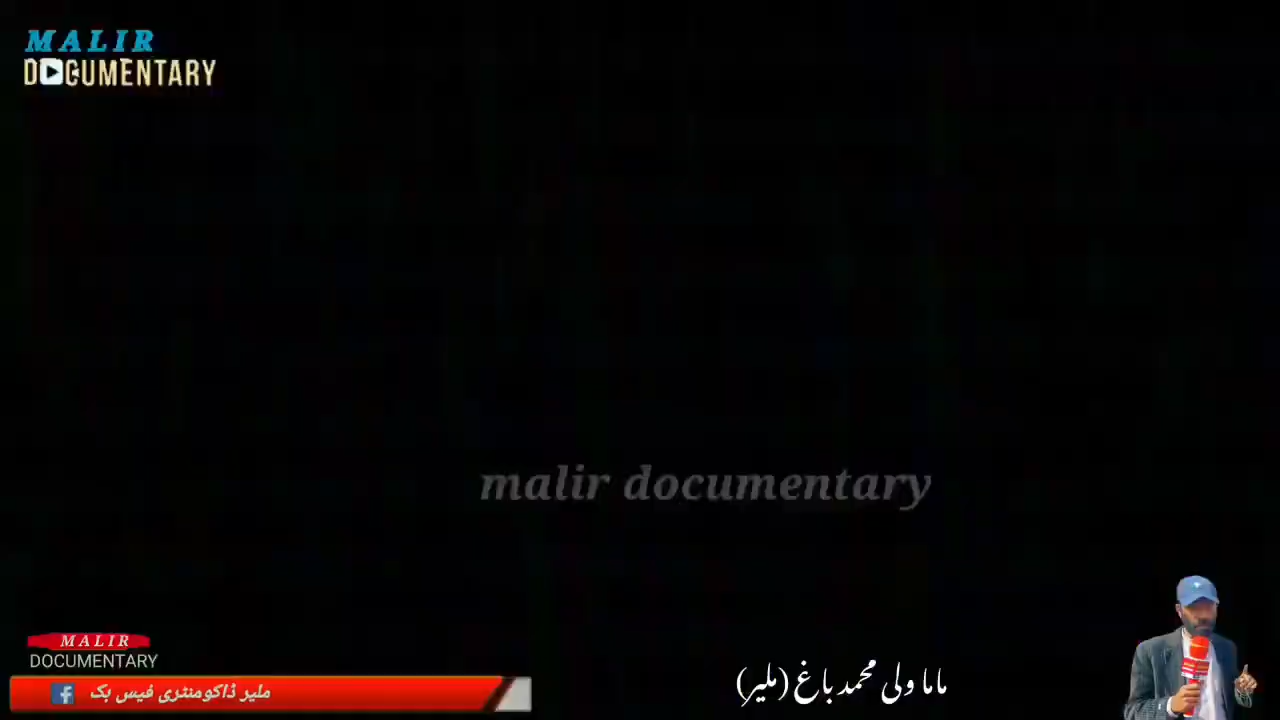 MALIR
DOCUMENTARY
malir documentary
MALIR
DOCUMENTARY
ملیر ڈاکومنٹری فیس بک
ماما ولی محمد باغ (ملیر)